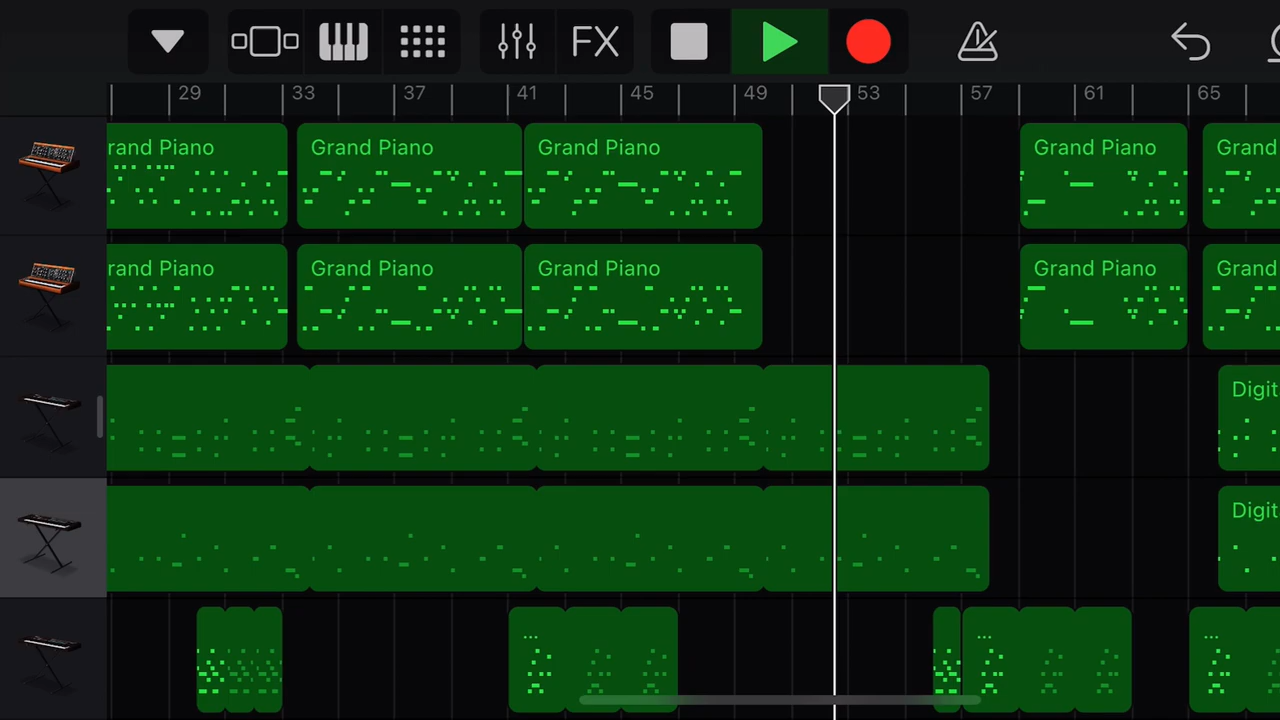 FX
29 33 37 41 45 49 53 57 61 65
rand Piano Grand Piano Grand Piano Grand Piano Grand
rand Piano Grand Piano Grand Piano Grand Piano Grand
Digit
Digit
...
... ... ...